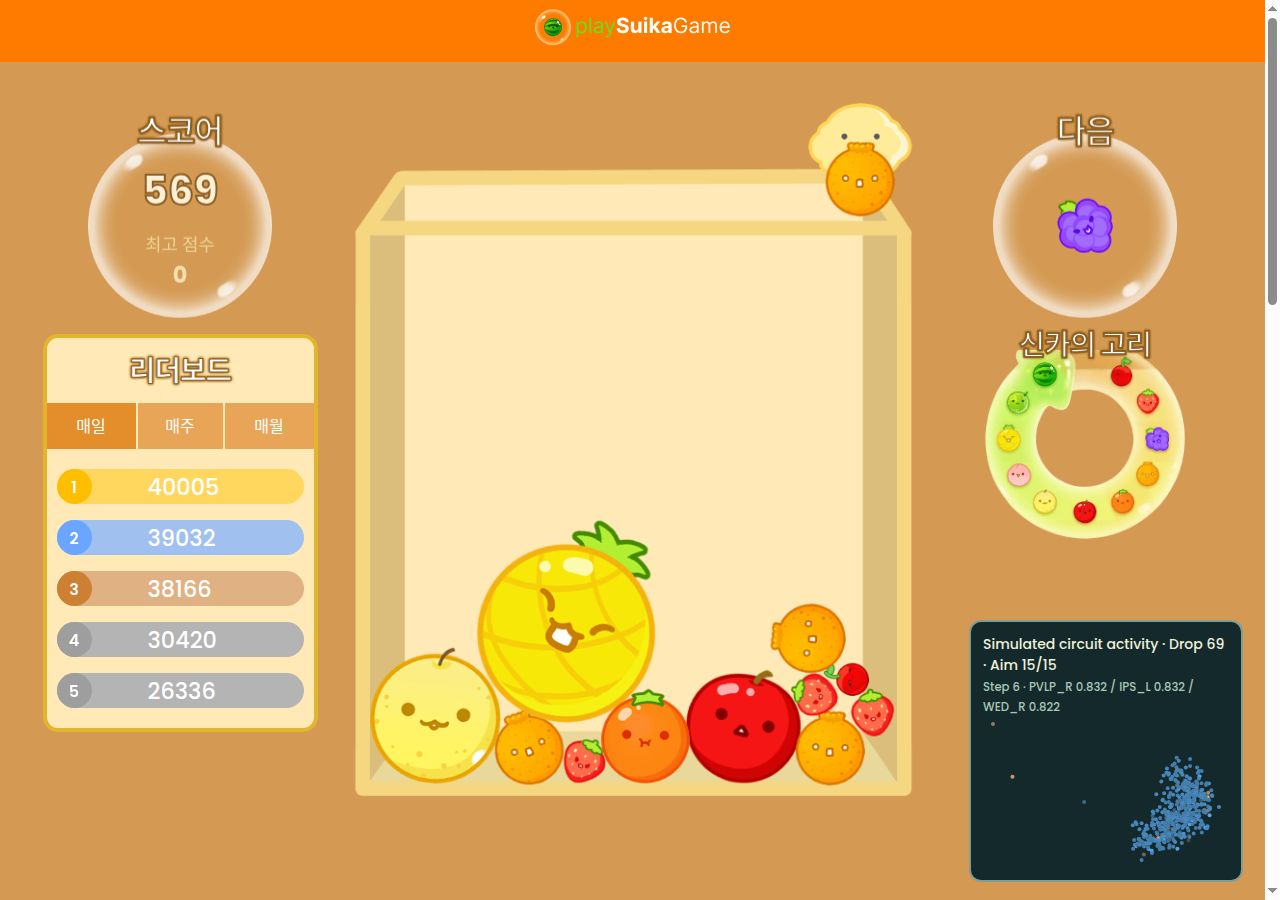 playSuikaGame
스코어
569
최고 점수
0
리더보드
매일 매주 매월
1 40005
2 39032
3 38166
4 30420
5 26336
다음
신카의 고리
Simulated circuit activity · Drop 69
· Aim 15/15
Step 6 · PVLP_R 0.832 / IPS_L 0.832 /
WED_R 0.822